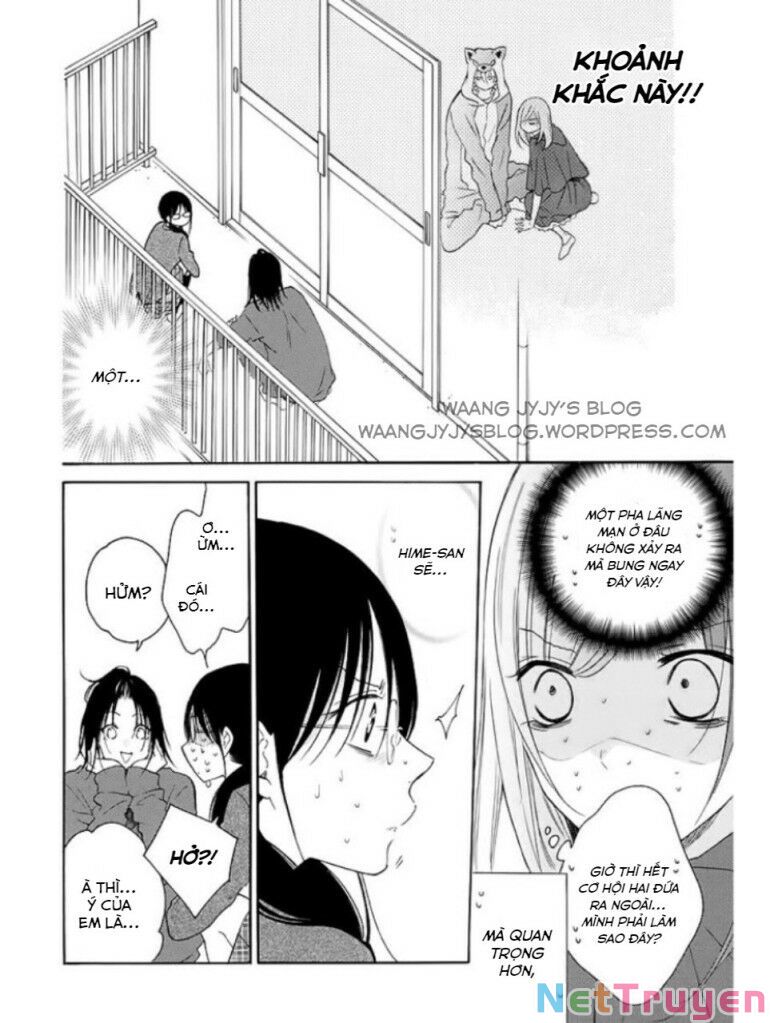 KHOẢNH
KHẮC NÀY!!
MỘT...
WAANG JYJY'S BLOG
WAANGJYJYSBLOG.WORDPRESS.COM
MỘT PHA LÃNG
MẠN Ở ĐÂU
KHÔNG XẢY RA
MÀ BUNG NGAY
ĐÂY VẬY!
GIỜ THÌ HẾT
CƠ HỘI HAI ĐỨA
RA NGOÀI...
MÌNH PHẢI LÀM
SAO ĐÂY?
MÀ QUAN
TRỌNG
HƠN,
HIME-SAN
SẼ...
Ơ...
ỪM...
CÁI
ĐÓ...
HỬM?
HỞ?!
À THÌ...
Ý CỦA
EM LÀ...
NetTruyen